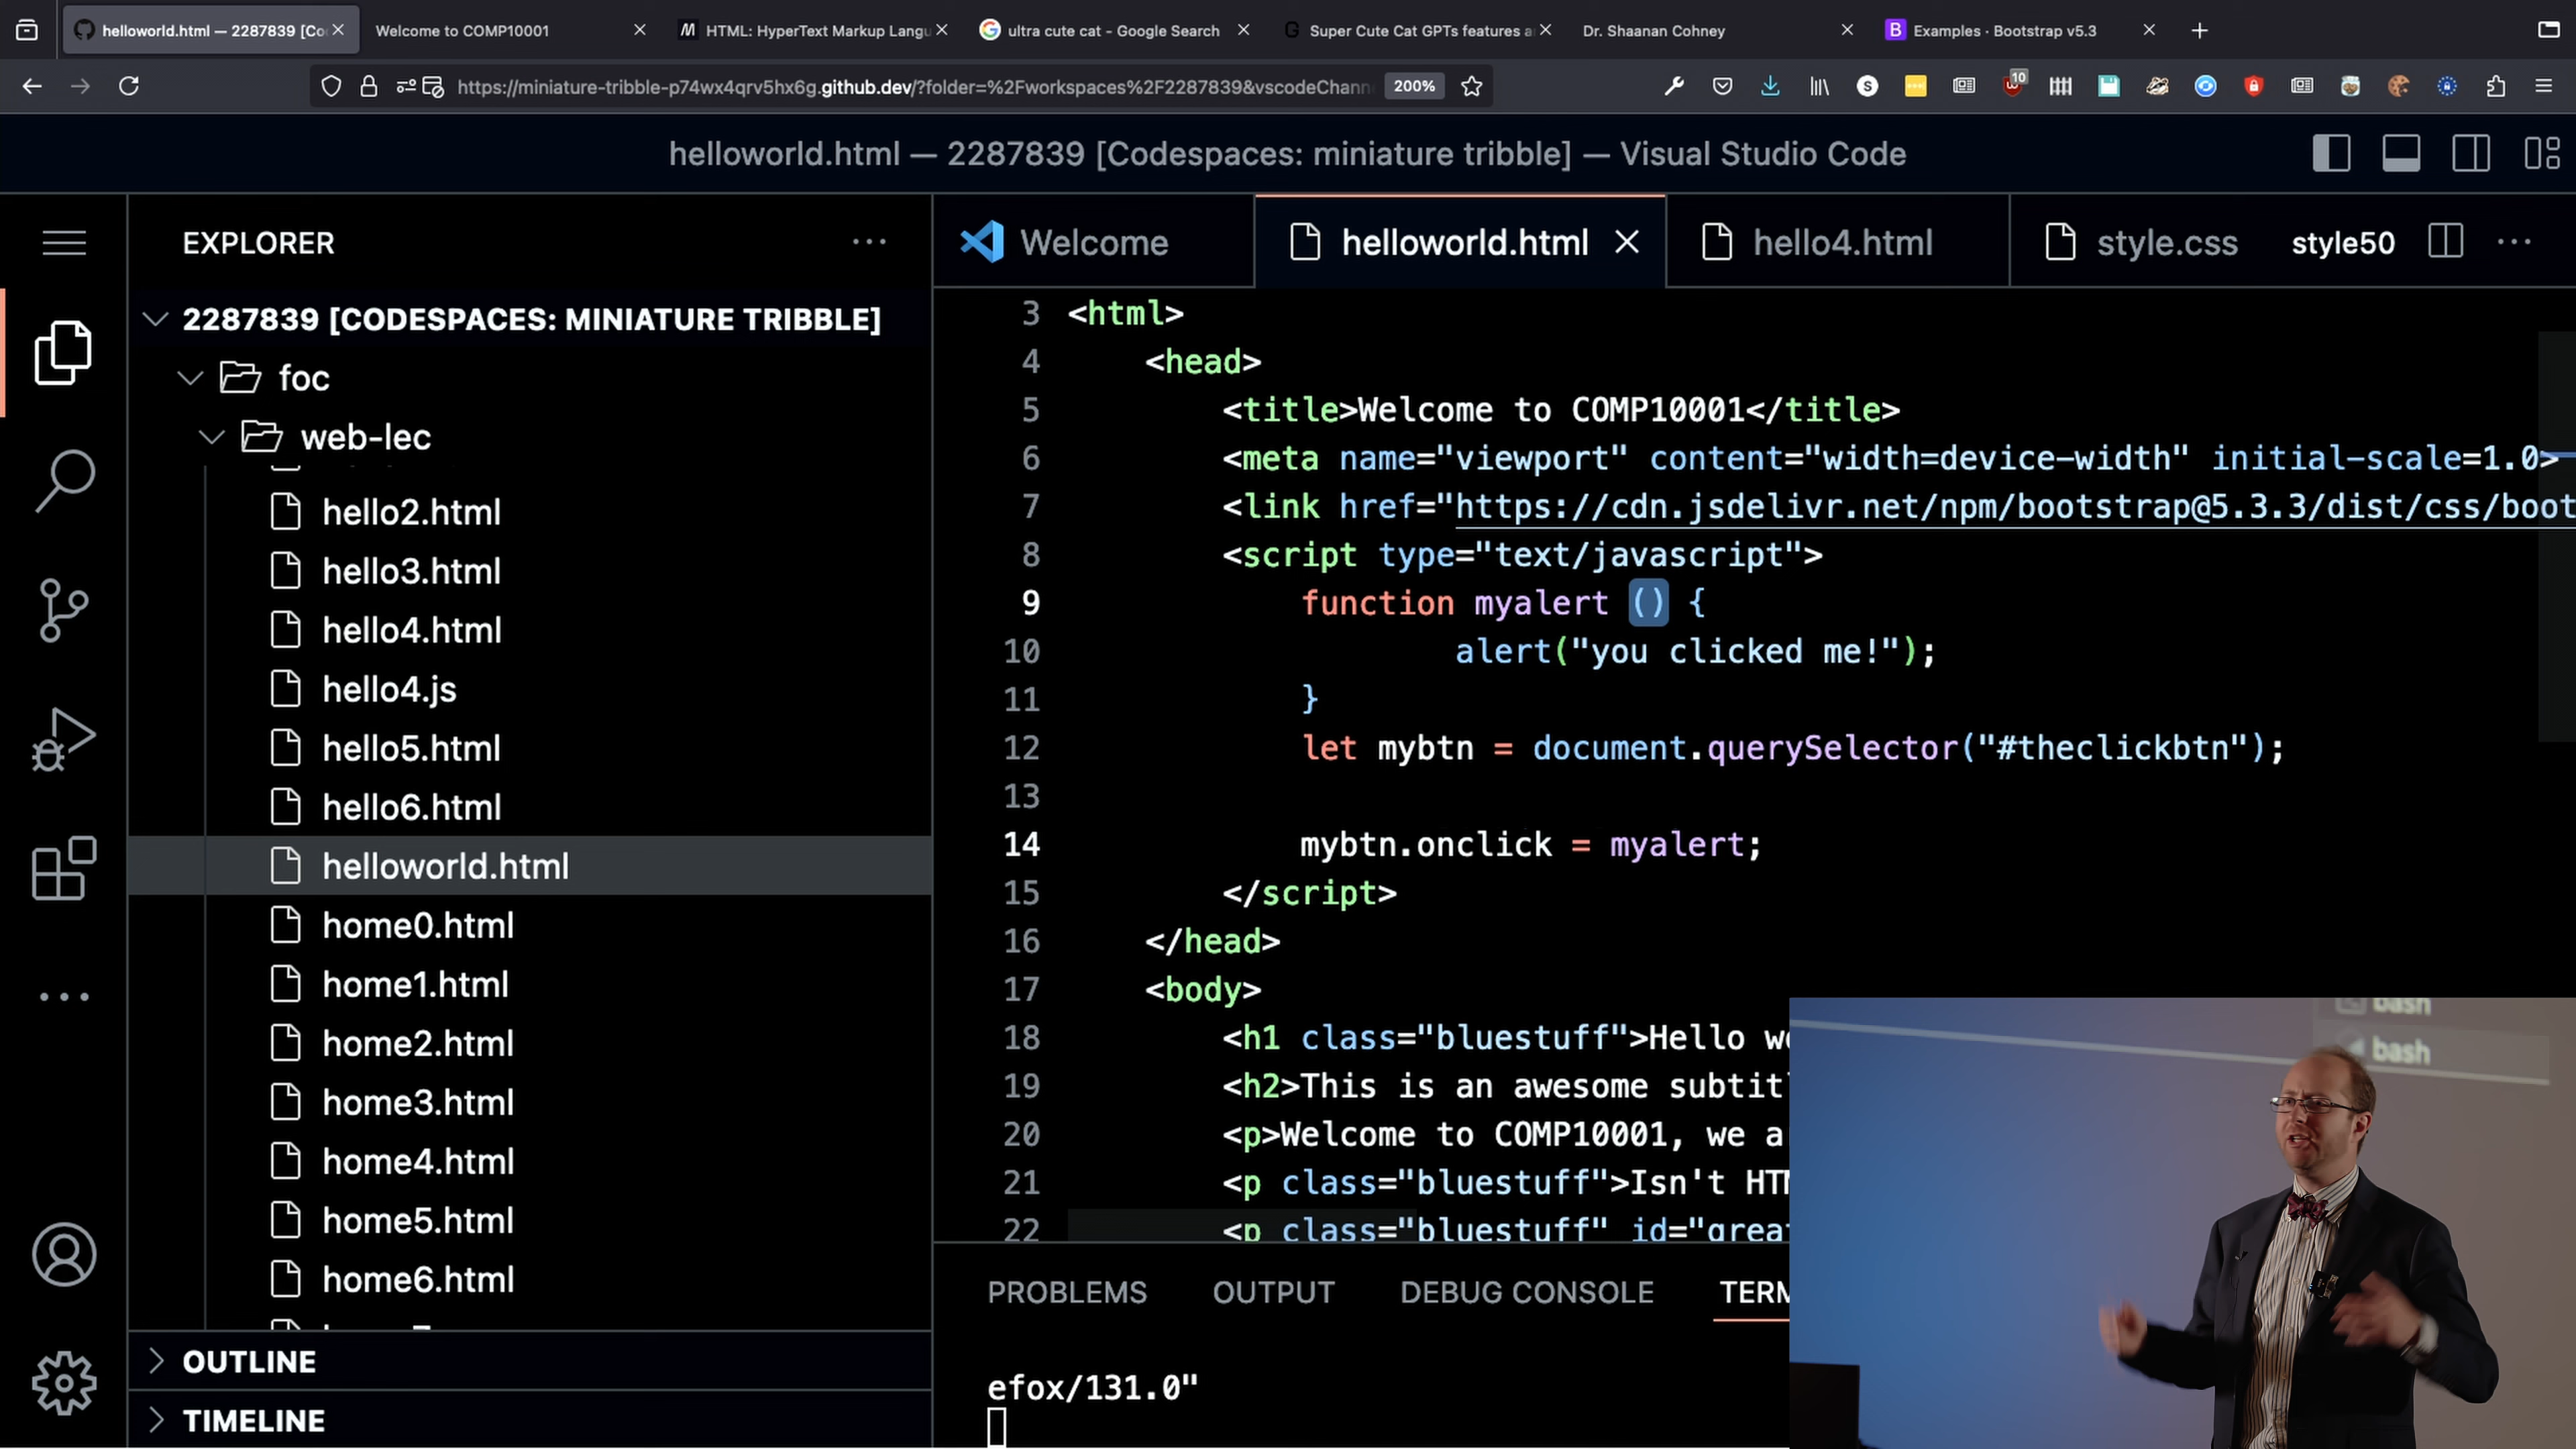 helloworld.html — 2287839 [Co
Welcome to COMP10001
HTML: HyperText Markup Langu
ultra cute cat - Google Search
Super Cute Cat GPTs features a
Dr. Shaanan Cohney
Examples · Bootstrap v5.3
https://miniature-tribble-p74wx4qrv5hx6g.github.dev/?folder=%2Fworkspaces%2F2287839&vscodeChann
200%
10
helloworld.html — 2287839 [Codespaces: miniature tribble] — Visual Studio Code
EXPLORER
2287839 [CODESPACES: MINIATURE TRIBBLE]
foc
web-lec
hello2.html
hello3.html
hello4.html
hello4.js
hello5.html
hello6.html
helloworld.html
home0.html
home1.html
home2.html
home3.html
home4.html
home5.html
home6.html
OUTLINE
TIMELINE
Welcome
helloworld.html
hello4.html
style.css
style50
3 <html>
4 <head>
5 <title>Welcome to COMP10001</title>
6 <meta name="viewport" content="width=device-width" initial-scale=1.0>
7 <link href="https://cdn.jsdelivr.net/npm/bootstrap@5.3.3/dist/css/boot
8 <script type="text/javascript">
9 function myalert () {
10 alert("you clicked me!");
11 }
12 let mybtn = document.querySelector("#theclickbtn");
13
14 mybtn.onclick = myalert;
15 </script>
16 </head>
17 <body>
18 <h1 class="bluestuff">Hello w
19 <h2>This is an awesome subtit
20 <p>Welcome to COMP10001, we a
21 <p class="bluestuff">Isn't HT
22 <p class="bluestuff" id="grea
PROBLEMS
OUTPUT
DEBUG CONSOLE
TERM
efox/131.0"
bash
bash